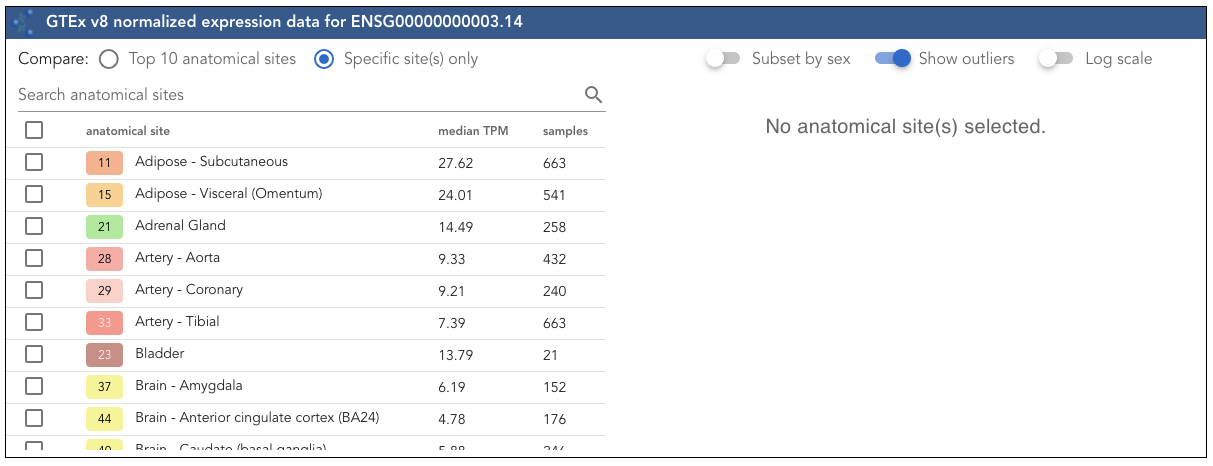 GTEx v8 normalized expression data for ENSG00000000003.14
Compare: Top 10 anatomical sites Specific site(s) only Subset by sex Show outliers Log scale
Search anatomical sites
No anatomical site(s) selected.
anatomical site median TPM samples
11 Adipose - Subcutaneous 27.62 663
15 Adipose - Visceral (Omentum) 24.01 541
21 Adrenal Gland 14.49 258
28 Artery - Aorta 9.33 432
29 Artery - Coronary 9.21 240
33 Artery - Tibial 7.39 663
23 Bladder 13.79 21
37 Brain - Amygdala 6.19 152
44 Brain - Anterior cingulate cortex (BA24) 4.78 176
Brain - Caudate (basal ganglia)